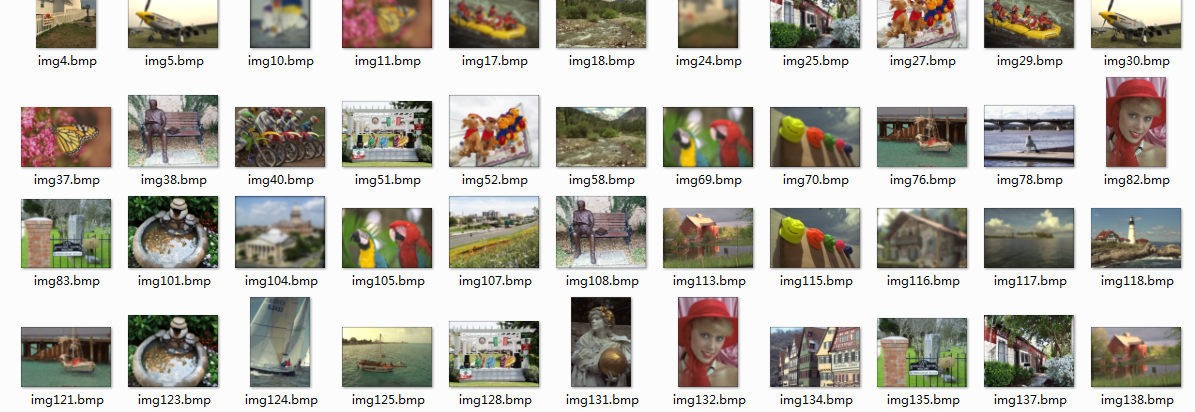 img4.bmp img5.bmp img10.bmp img11.bmp img17.bmp img18.bmp img24.bmp img25.bmp img27.bmp img29.bmp img30.bmp
img37.bmp img38.bmp img40.bmp img51.bmp img52.bmp img58.bmp img69.bmp img70.bmp img76.bmp img78.bmp img82.bmp
img83.bmp img101.bmp img104.bmp img105.bmp img107.bmp img108.bmp img113.bmp img115.bmp img116.bmp img117.bmp img118.bmp
img121.bmp img123.bmp img124.bmp img125.bmp img128.bmp img131.bmp img132.bmp img134.bmp img135.bmp img137.bmp img138.bmp